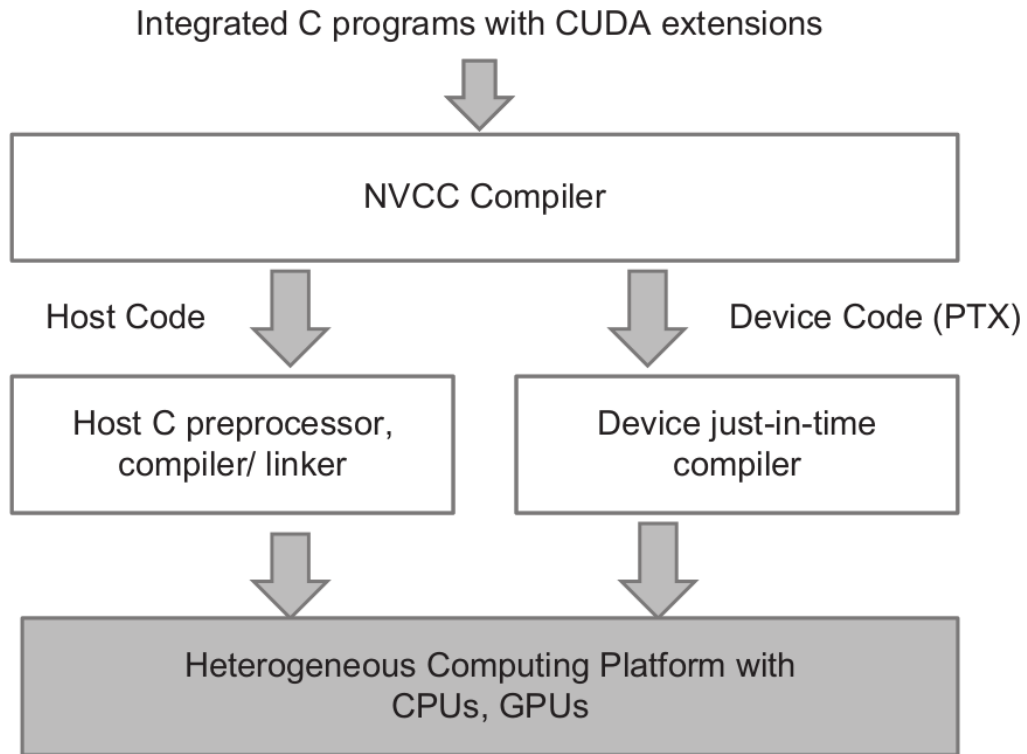 Integrated C programs with CUDA extensions
NVCC Compiler
Host Code
Device Code (PTX)
Host C preprocessor,
compiler/ linker
Device just-in-time
compiler
Heterogeneous Computing Platform with
CPUs, GPUs